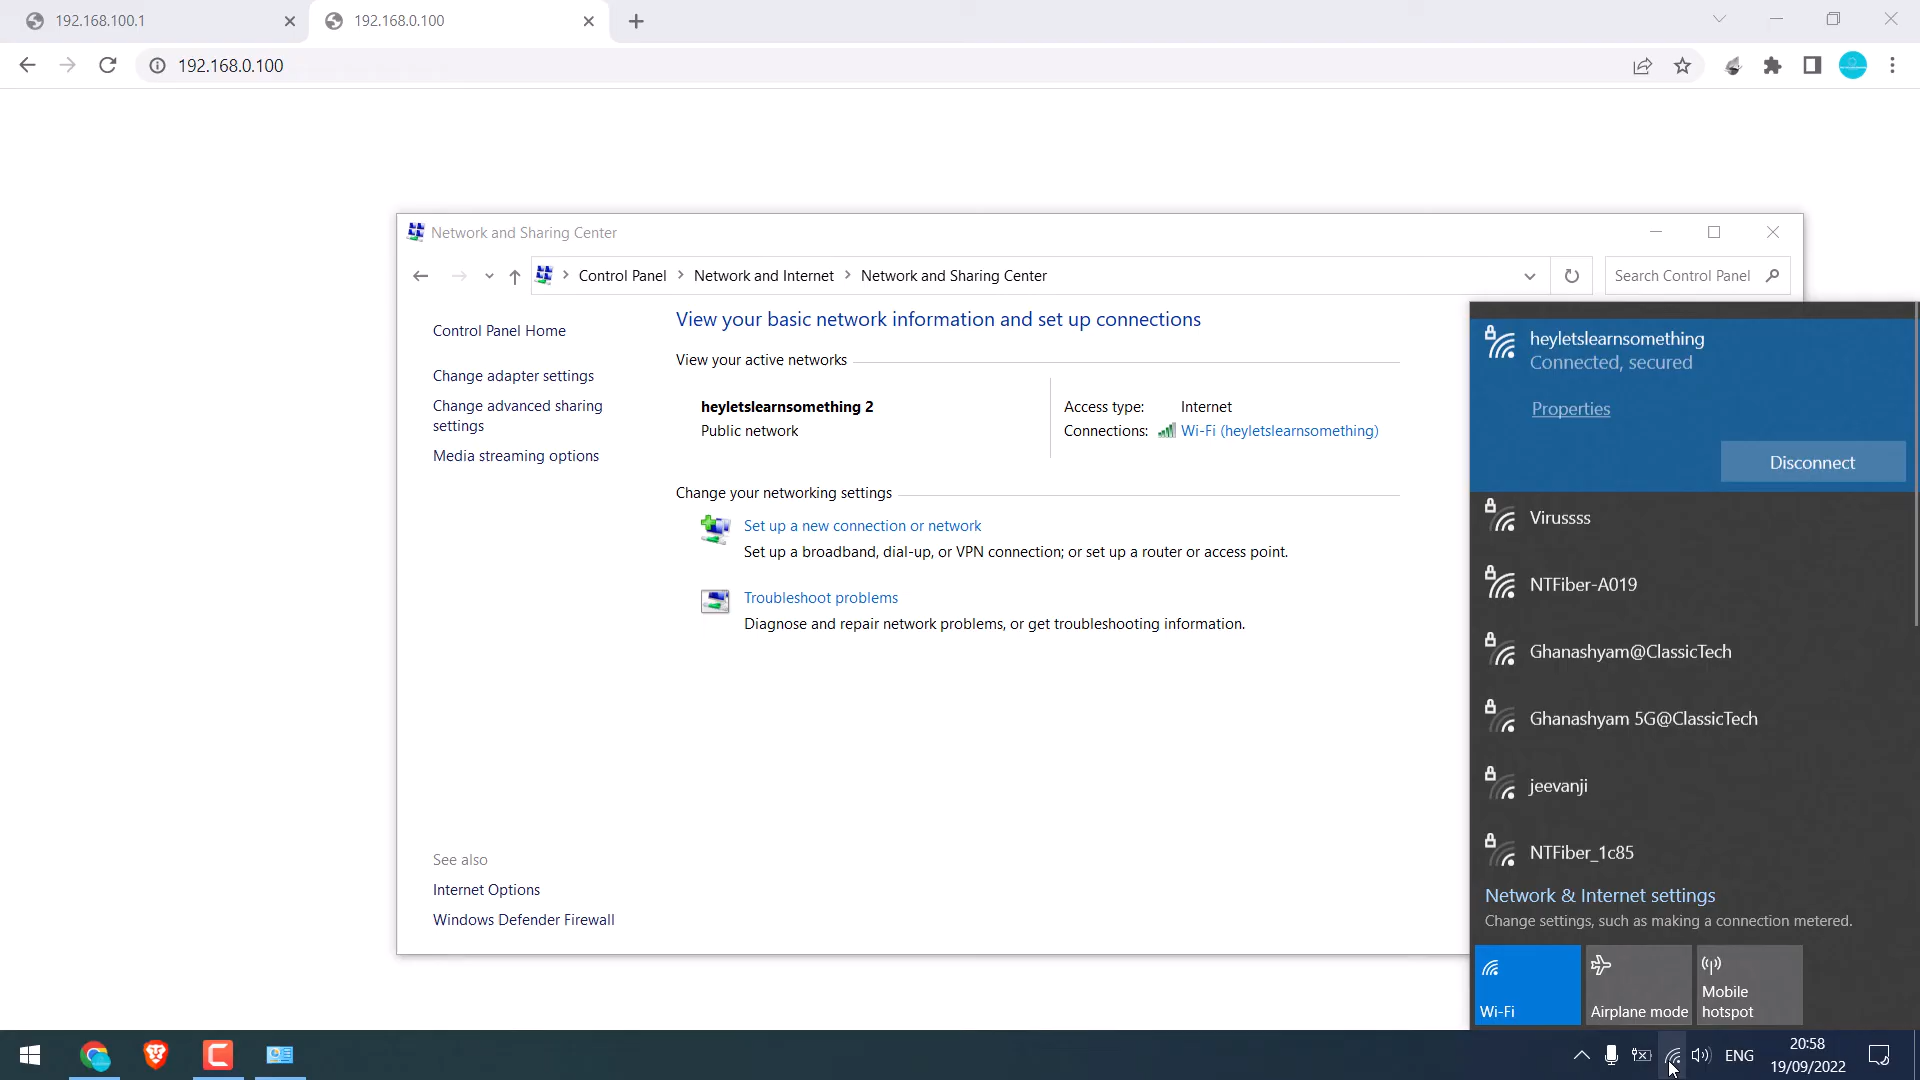 192.168.100.1
192.168.0.100
192.168.0.100
Network and Sharing Center
Control Panel > Network and Internet > Network and Sharing Center
Search Control Panel
Control Panel Home
Change adapter settings
Change advanced sharing
settings
Media streaming options
See also
Internet Options
Windows Defender Firewall
View your basic network information and set up connections
View your active networks
heyletslearnsomething 2
Public network
Access type: Internet
Connections: Wi-Fi (heyletslearnsomething)
Change your networking settings
Set up a new connection or network
Set up a broadband, dial-up, or VPN connection; or set up a router or access point.
Troubleshoot problems
Diagnose and repair network problems, or get troubleshooting information.
heyletslearnsomething
Connected, secured
Properties
Disconnect
Virussss
NTFiber-A019
Ghanashyam@ClassicTech
Ghanashyam 5G@ClassicTech
jeevanji
NTFiber_1c85
Network & Internet settings
Change settings, such as making a connection metered.
Wi-Fi
Airplane mode
Mobile
hotspot
ENG
20:58
19/09/2022